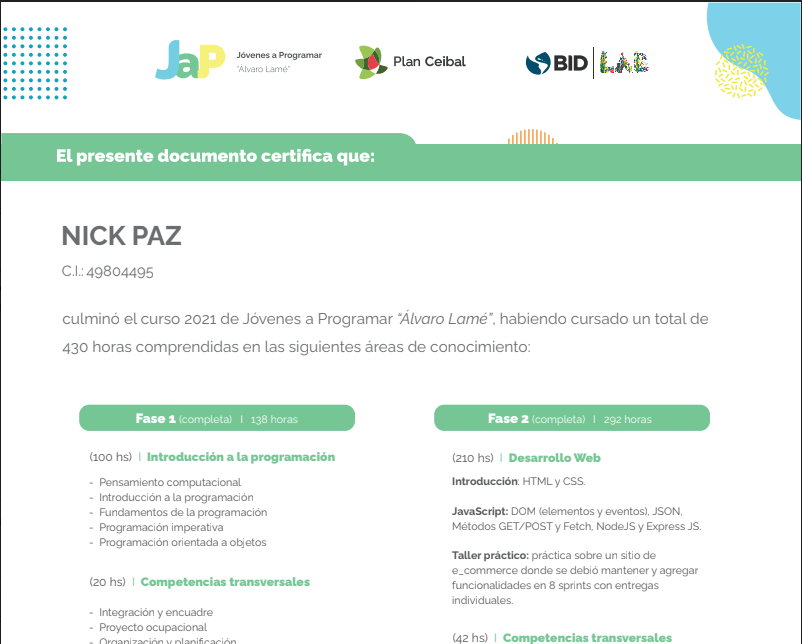 JaP
Jóvenes a Programar
"Álvaro Lamé"
Plan Ceibal
BID
LAB
El presente documento certifica que:
NICK PAZ
C.I.: 49804495
culminó el curso 2021 de Jóvenes a Programar "Álvaro Lamé", habiendo cursado un total de
430 horas comprendidas en las siguientes áreas de conocimiento:
Fase 1 (completa) I 138 horas
(100 hs) I Introducción a la programación
- Pensamiento computacional
- Introducción a la programación
- Fundamentos de la programación
- Programación imperativa
- Programación orientada a objetos
(20 hs) I Competencias transversales
- Integración y encuadre
- Proyecto ocupacional
- Organización y planificación
Fase 2 (completa) I 292 horas
(210 hs) I Desarrollo Web
Introducción: HTML y CSS.
JavaScript: DOM (elementos y eventos), JSON,
Métodos GET/POST y Fetch, NodeJS y Express JS.
Taller práctico: práctica sobre un sitio de
e_commerce donde se debió mantener y agregar
funcionalidades en 8 sprints con entregas
individuales.
(42 hs) I Competencias transversales